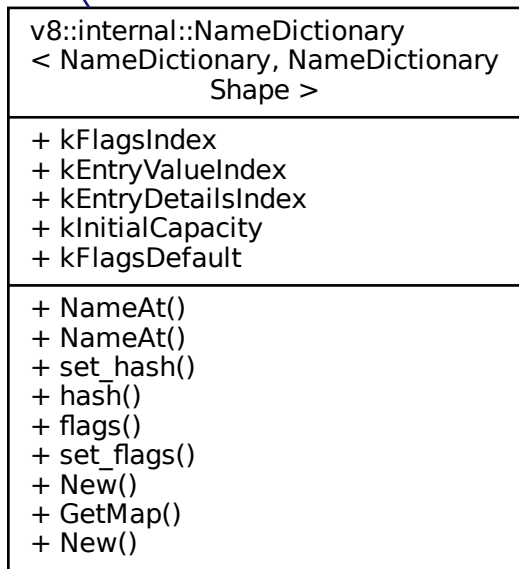 v8::internal::NameDictionary
< NameDictionary, NameDictionary
Shape >
+ kFlagsIndex
+ kEntryValueIndex
+ kEntryDetailsIndex
+ kInitialCapacity
+ kFlagsDefault
+ NameAt()
+ NameAt()
+ set_hash()
+ hash()
+ flags()
+ set_flags()
+ New()
+ GetMap()
+ New()